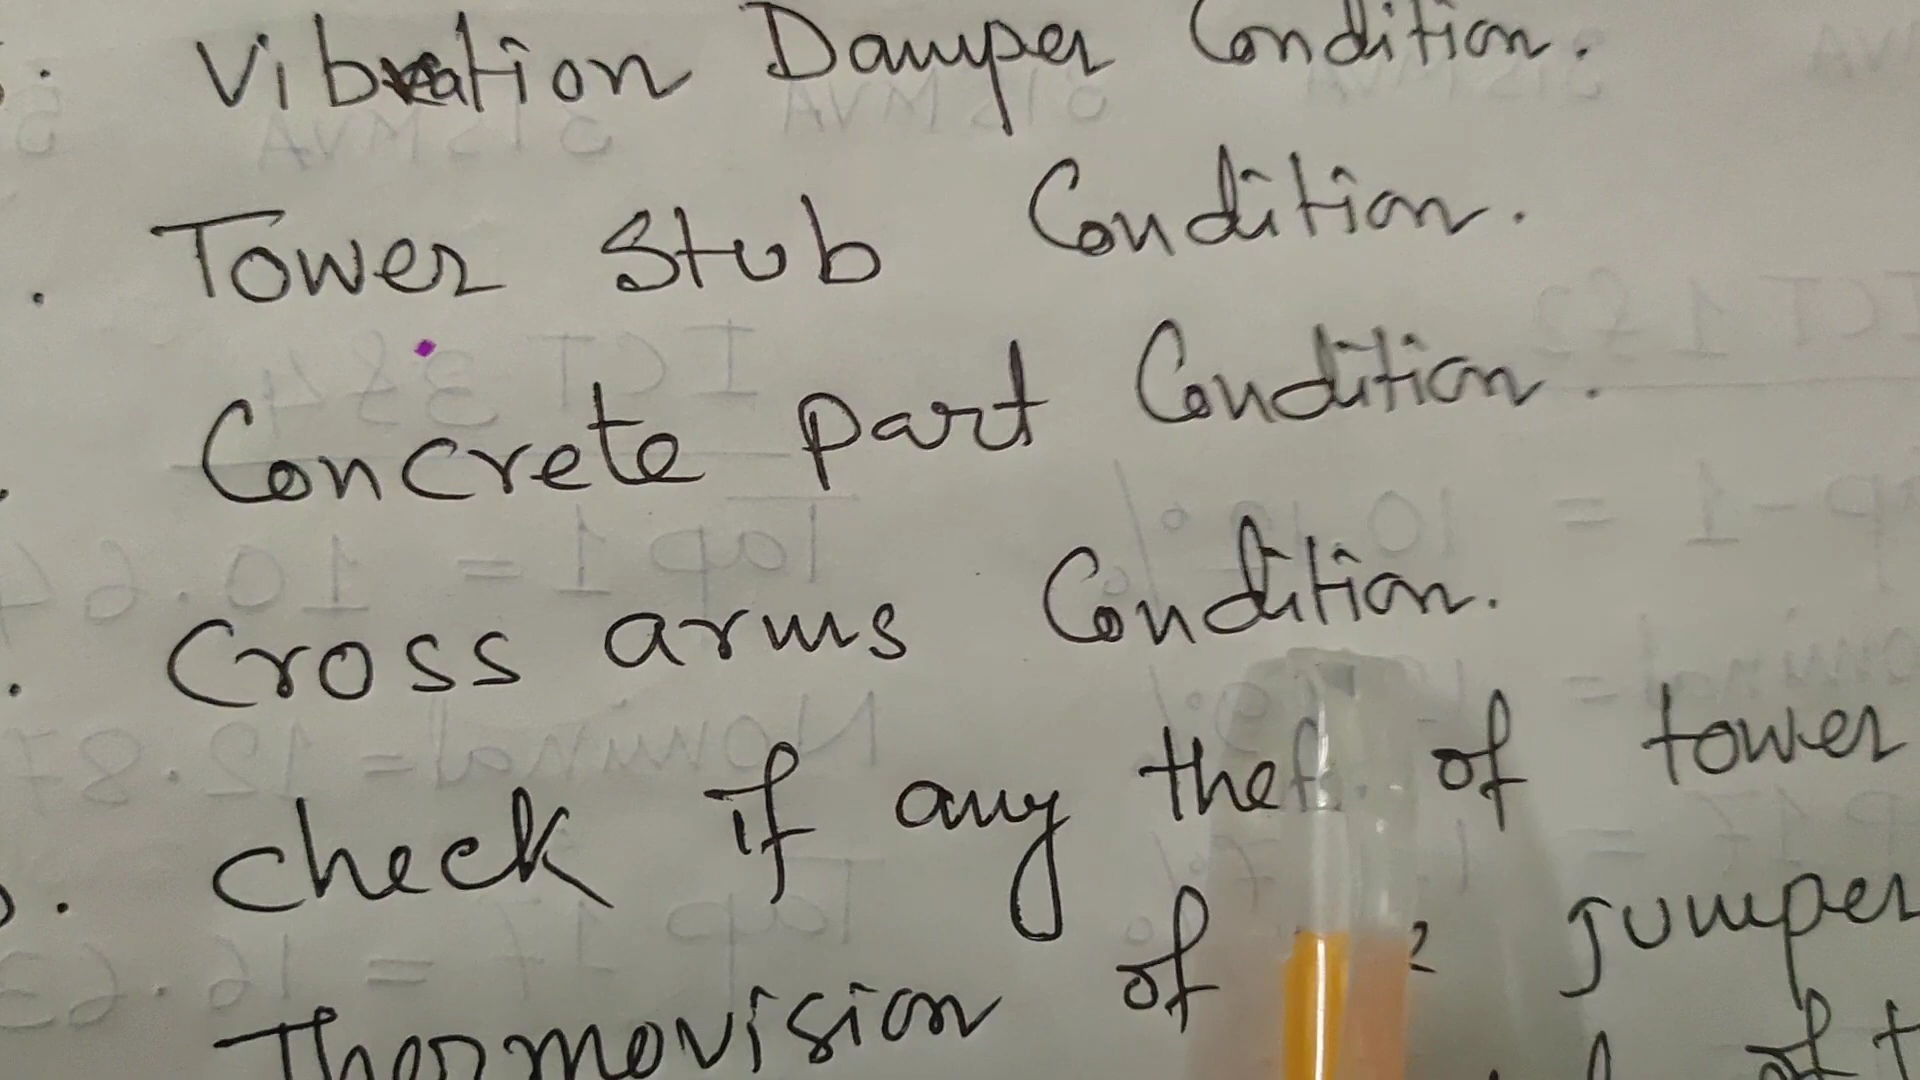 Vibration Damper Condition.
Tower Stub Condition.
Concrete part Condition.
Cross arms Condition.
check if any of tower
Thermovision of jumper
of